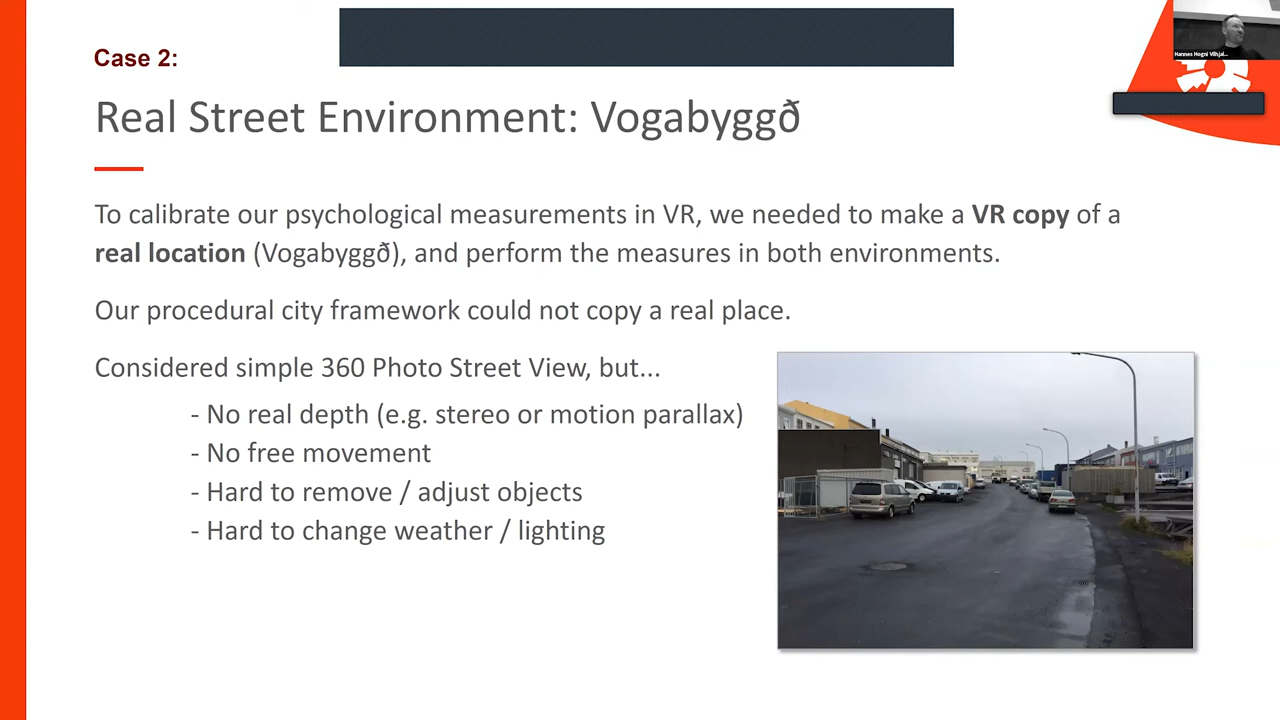 Case 2:
Real Street Environment: Vogabyggð
To calibrate our psychological measurements in VR, we needed to make a VR copy of a
real location (Vogabyggð), and perform the measures in both environments.
Our procedural city framework could not copy a real place.
Considered simple 360 Photo Street View, but...
- No real depth (e.g. stereo or motion parallax)
- No free movement
- Hard to remove / adjust objects
- Hard to change weather / lighting
Hannes Hogni Vilhjal...